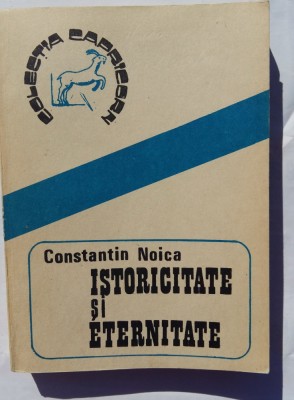 COLECȚIA CAPRICORN
Constantin Noica
ISTORICITATE
ȘI
ETERNITATE